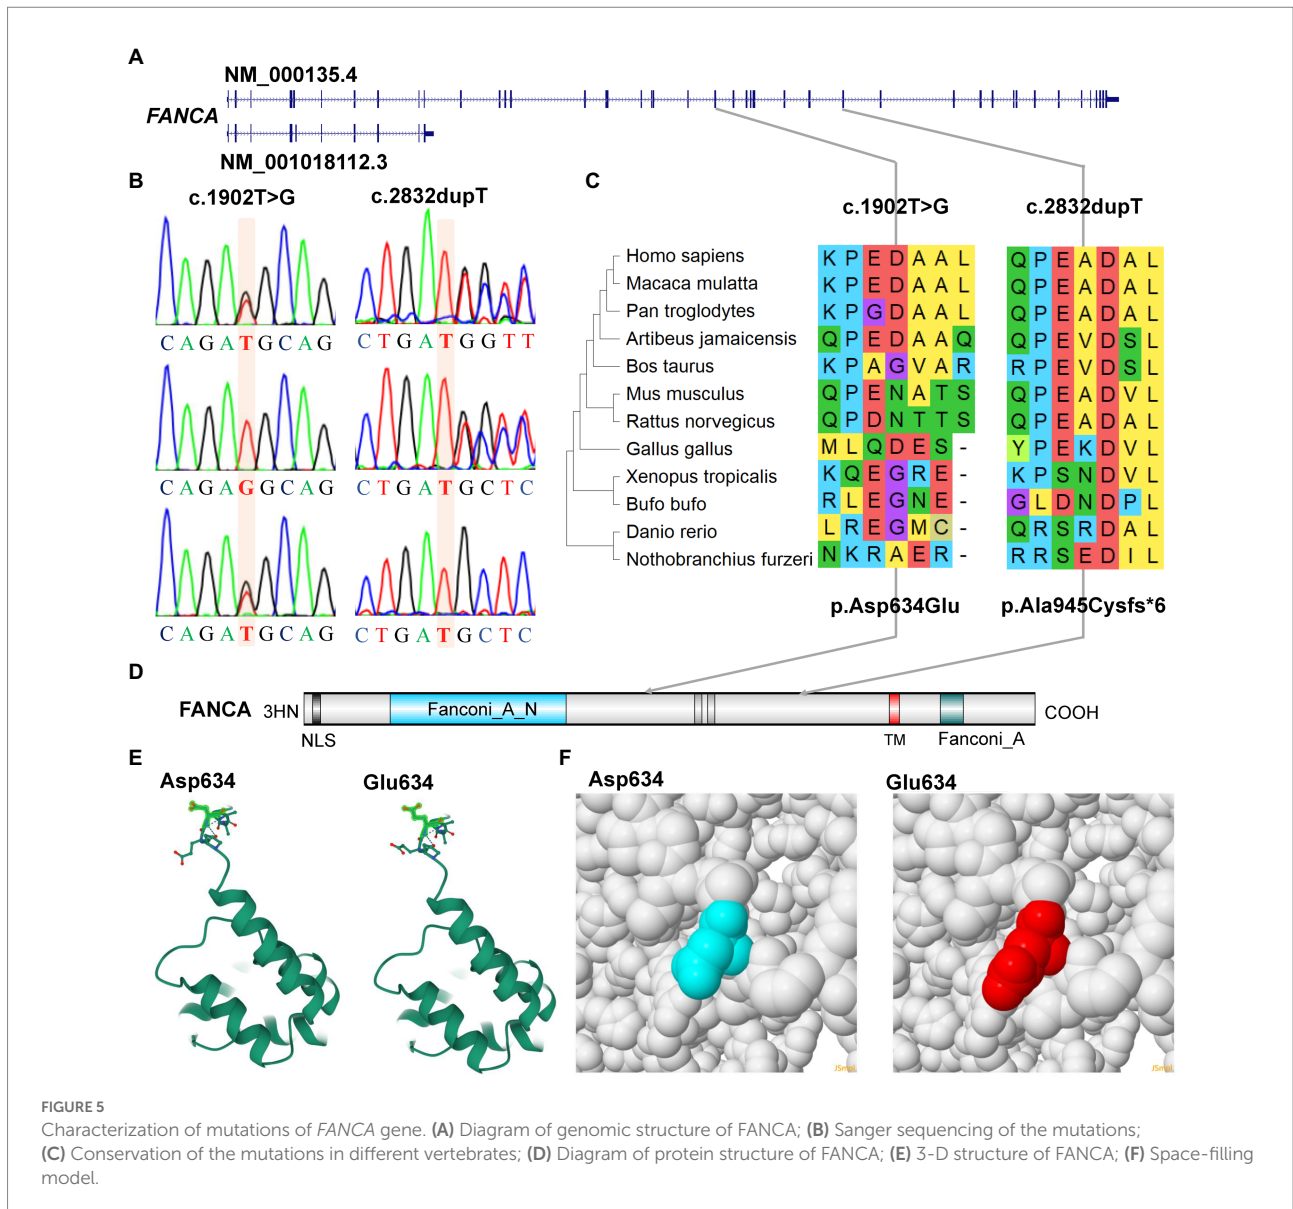 A
NM_000135.4
FANCA
NM_001018112.3
B
c.1902T>G
c.2832dupT
C A G A T G C A G
C T G A T G G T T
C A G A G G C A G
C T G A T G C T C
C A G A T G C A G
C T G A T G C T C
C
c.1902T>G
c.2832dupT
Homo sapiens K P E D A A L Q P E A D A L
Macaca mulatta K P E D A A L Q P E A D A L
Pan troglodytes K P G D A A L Q P E A D A L
Artibeus jamaicensis Q P E D A A Q Q P E V D S L
Bos taurus K P A G V A R R P E V D S L
Mus musculus Q P E N A T S Q P E A D V L
Rattus norvegicus Q P D N T T S Q P E A D A L
Gallus gallus M L Q D E S - Y P E K D V L
Xenopus tropicalis K Q E G R E - K P S N D V L
Bufo bufo R L E G N E - G L D N D P L
Danio rerio L R E G M C - Q R S R D A L
Nothobranchius furzeri N K R A E R - R R S E D I L
p.Asp634Glu
p.Ala945Cysfs*6
D
FANCA 3HN Fanconi_A_N COOH
NLS TM Fanconi_A
E
Asp634
Glu634
F
Asp634
Glu634
JSmol
JSmol
FIGURE 5
Characterization of mutations of FANCA gene. (A) Diagram of genomic structure of FANCA; (B) Sanger sequencing of the mutations;
(C) Conservation of the mutations in different vertebrates; (D) Diagram of protein structure of FANCA; (E) 3-D structure of FANCA; (F) Space-filling
model.